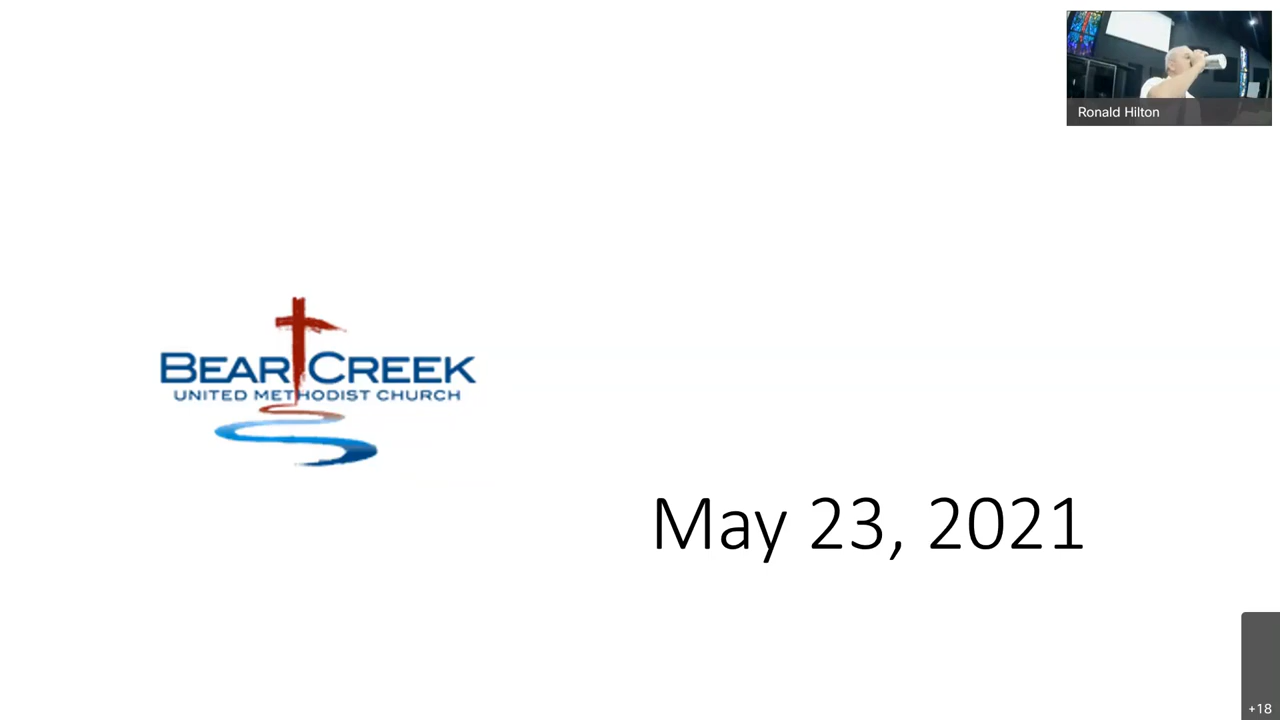 Ronald Hilton
BEAR CREEK
UNITED METHODIST CHURCH
May 23, 2021
+18